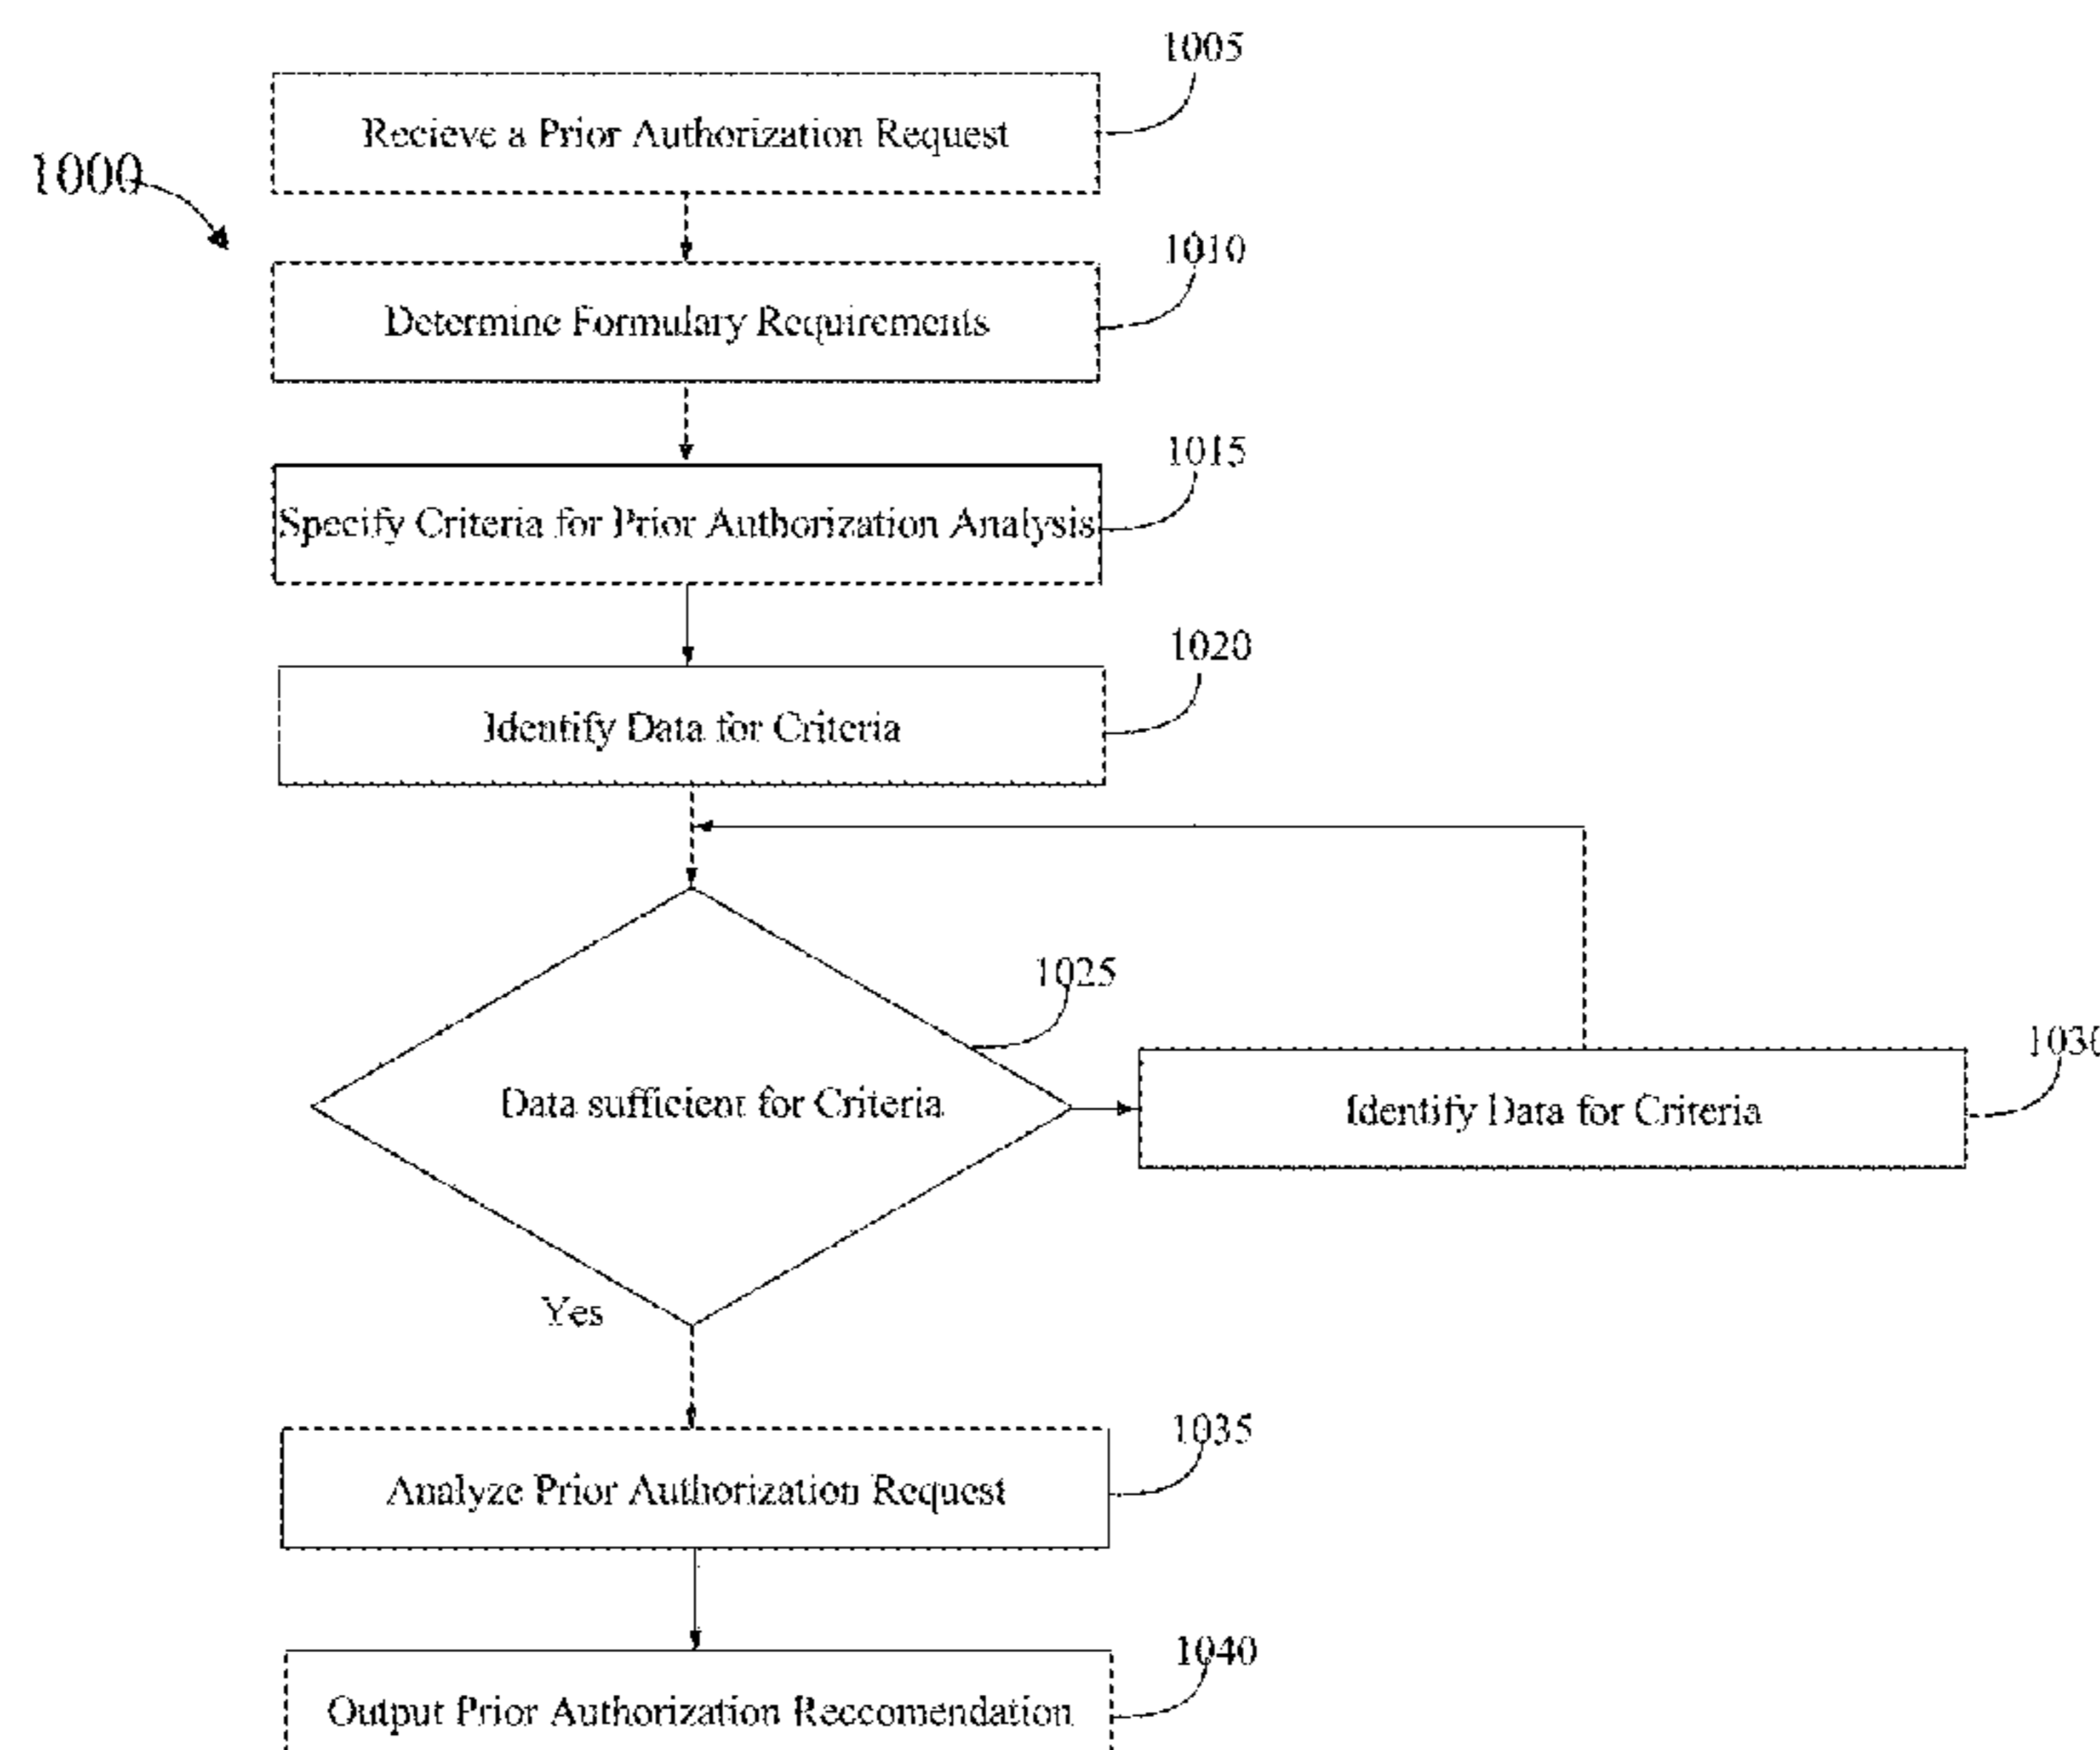 1005
Recieve a Prior Authorization Request
1000
1010
Determine Formulary Requirements
1015
Specify Criteria for Prior Authorization Analysis
1020
Identify Data for Criteria
1025
Data sufficient for Criteria
1030
Identify Data for Criteria
Yes
1035
Analyze Prior Authorization Request
1040
Output Prior Authorization Reccomendation